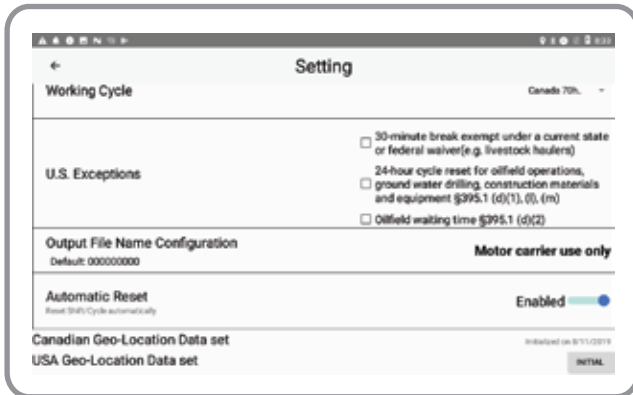 Setting
Working Cycle
Canada 70h.
30-minute break exempt under a current state
or federal waiver(e.g. livestock haulers)
U.S. Exceptions
24-hour cycle reset for oilfield operations,
ground water drilling, construction materials
and equipment §395.1 (d)(1), (l), (m)
Oilfield waiting time §395.1 (d)(2)
Output File Name Configuration
Default: 000000000
Motor carrier use only
Automatic Reset
Reset Shift/Cycle automatically
Enabled
Canadian Geo-Location Data set
Initialized on 8/11/2019
USA Geo-Location Data set
INITIAL